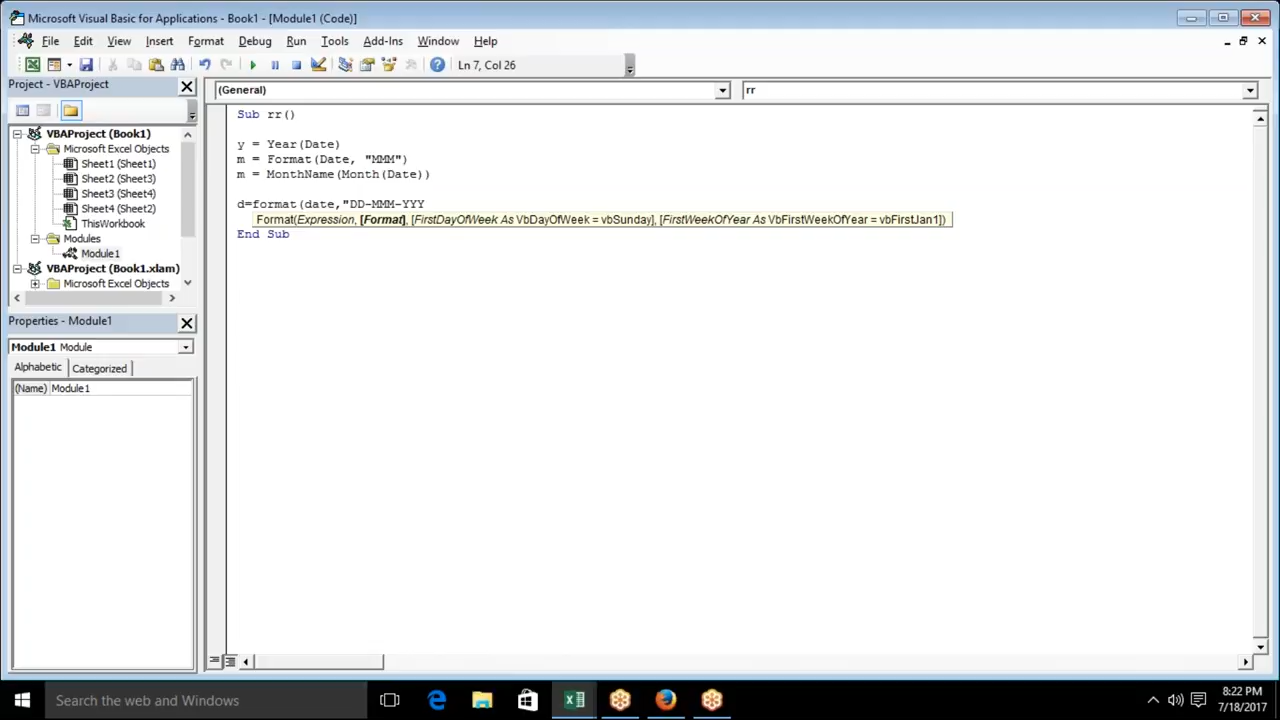 Microsoft Visual Basic for Applications - Book1 - [Module1 (Code)]
File Edit View Insert Format Debug Run Tools Add-Ins Window Help
Ln 7, Col 26
Project - VBAProject
(General)
rr
VBAProject (Book1)
Microsoft Excel Objects
Sheet1 (Sheet1)
Sheet2 (Sheet3)
Sheet3 (Sheet4)
Sheet4 (Sheet2)
ThisWorkbook
Modules
Module1
VBAProject (Book1.xlam)
Microsoft Excel Objects
Properties - Module1
Module1 Module
Alphabetic Categorized
(Name) Module1
Sub rr()
y = Year(Date)
m = Format(Date, "MMM")
m = MonthName(Month(Date))
d=format(date,"DD-MMM-YYY
Format(Expression, [Format], [FirstDayOfWeek As VbDayOfWeek = vbSunday], [FirstWeekOfYear As VbFirstWeekOfYear = vbFirstJan1])
End Sub
Search the web and Windows
8:22 PM
7/18/2017